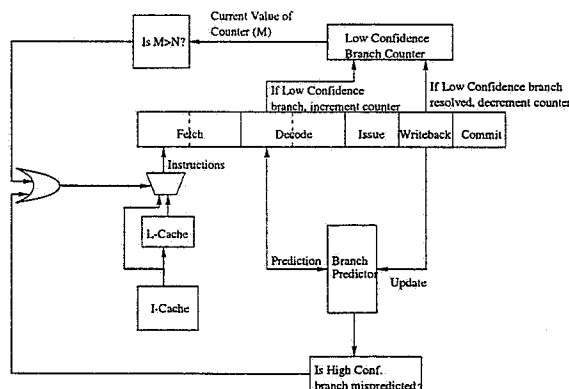 Current Value of
Counter (M)
Is M>N?
Low Confidence
Branch Counter
If Low Confidence
branch, increment counter
If Low Confidence branch
resolved, decrement counter
Fetch
Decode
Issue
Writeback
Commit
Instructions
L-Cache
I-Cache
Prediction
Branch
Predictor
Update
Is High Conf.
branch mispredicted?